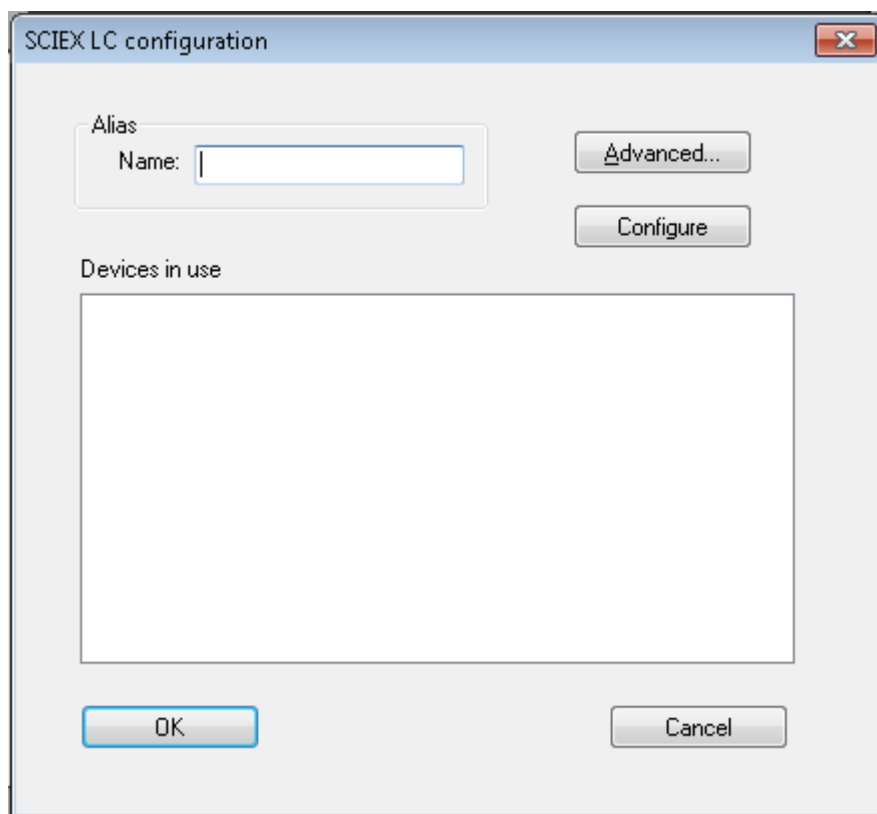 SCIEX LC configuration
Alias
Name:
Advanced...
Configure
Devices in use
OK
Cancel